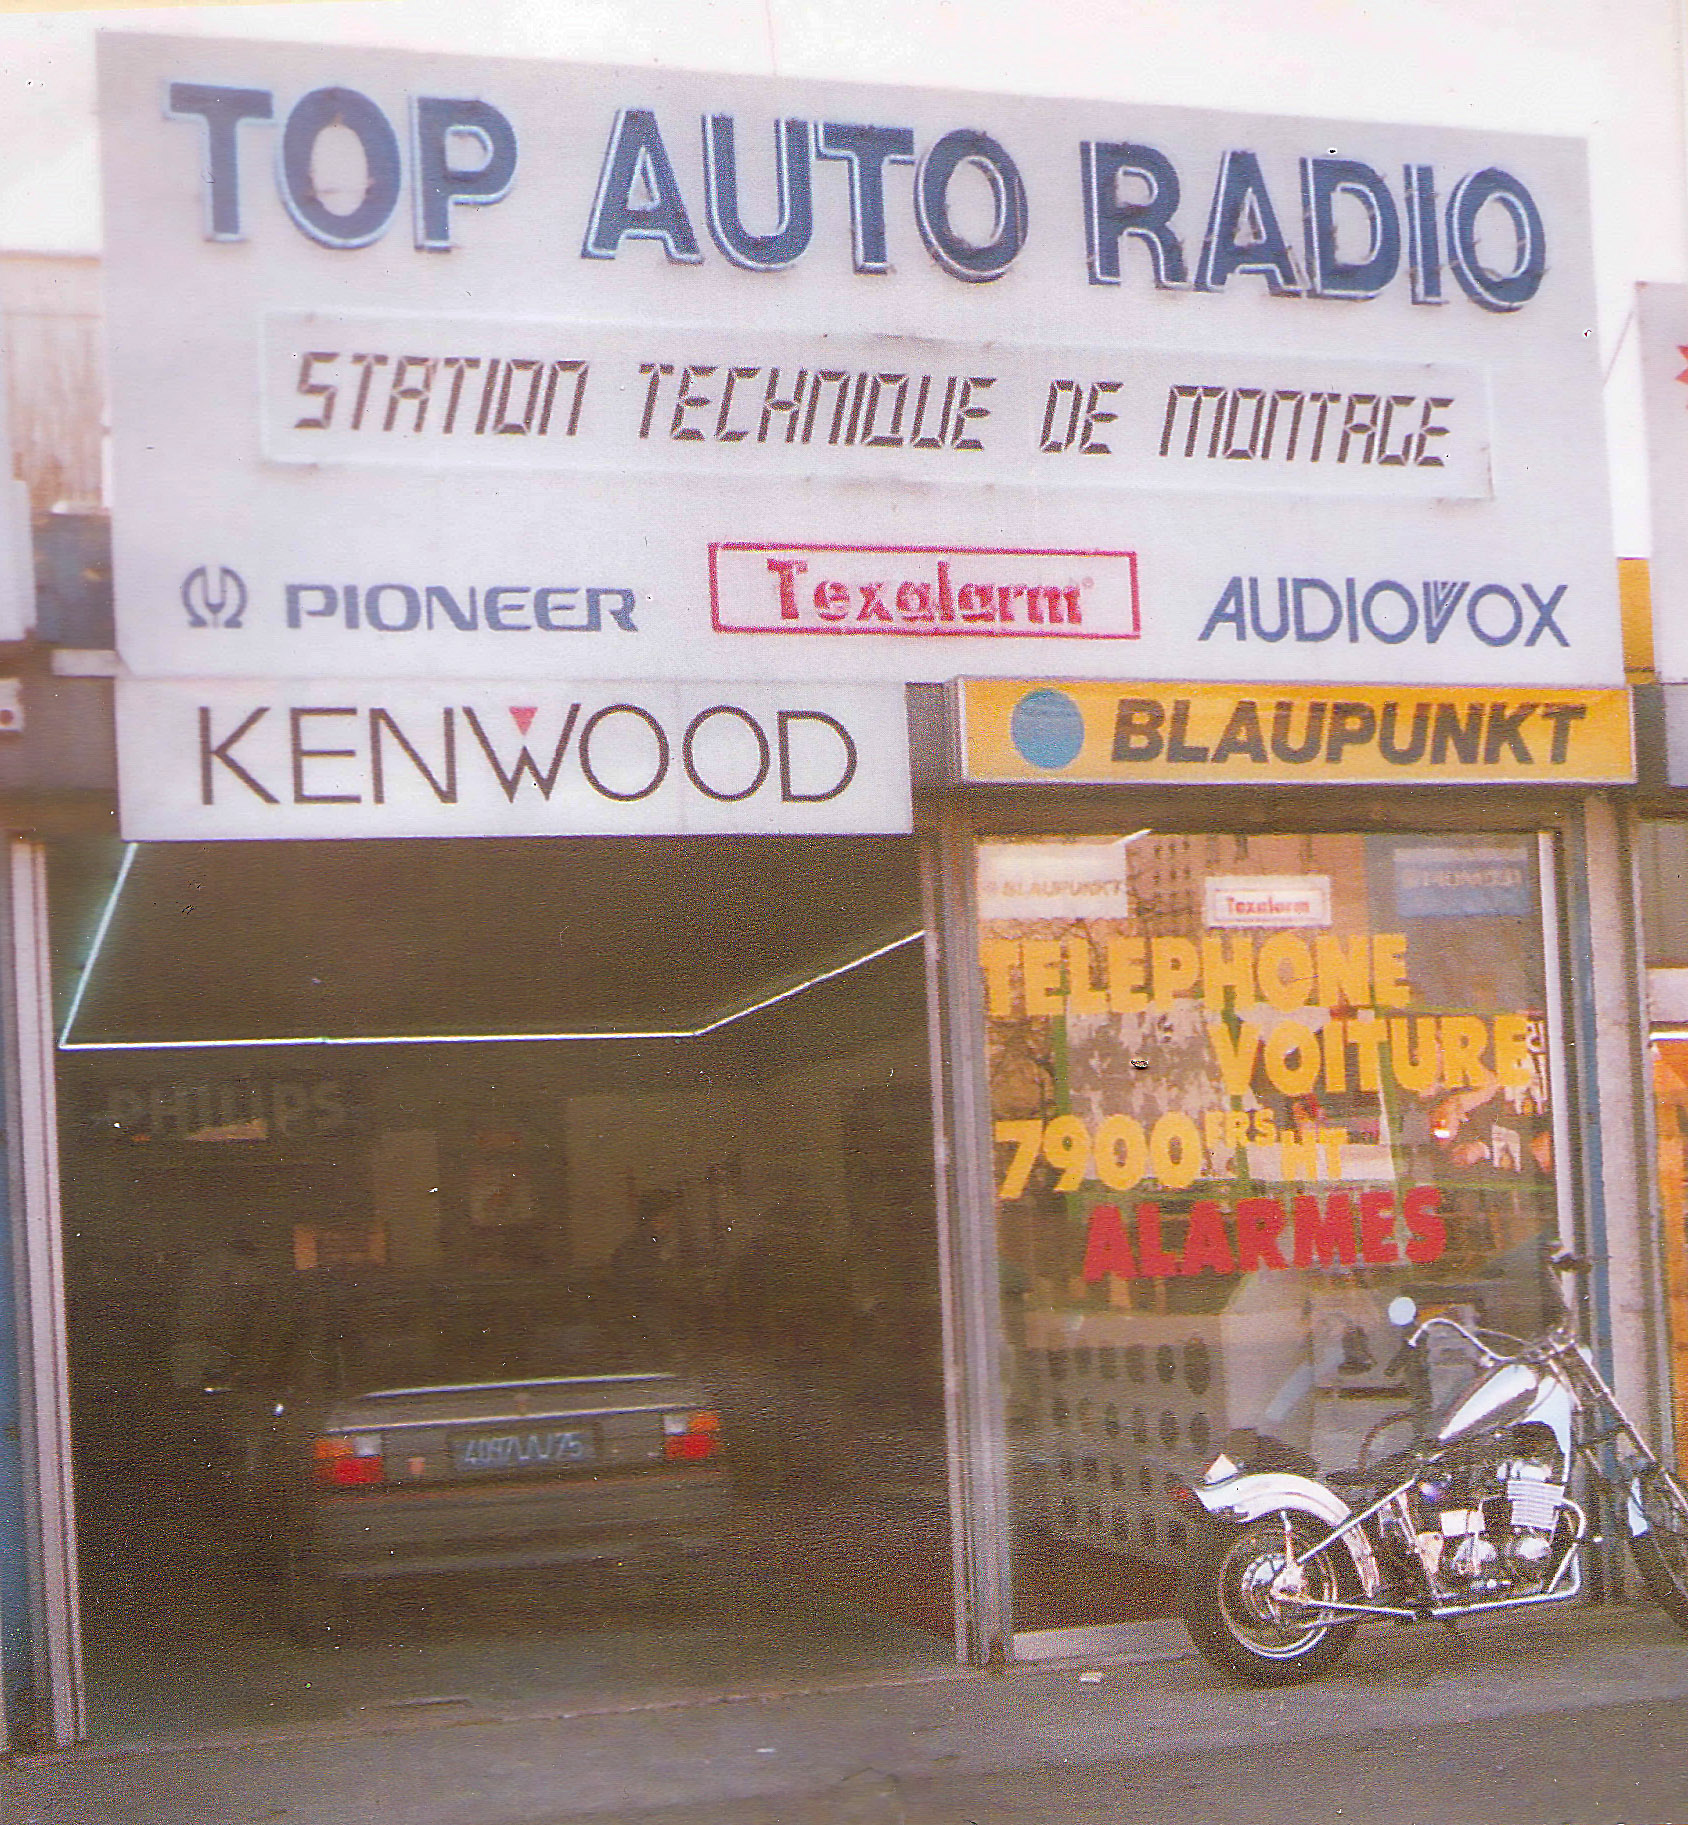 TOP AUTO RADIO
STATION TECHNIQUE DE MONTAGE
PIONEER Texalarm AUDIOVOX
KENWOOD BLAUPUNKT
BLAUPUNKT Texalarm
TELEPHONE
VOITURE
7900 FRS HT
ALARMES
PHILIPS